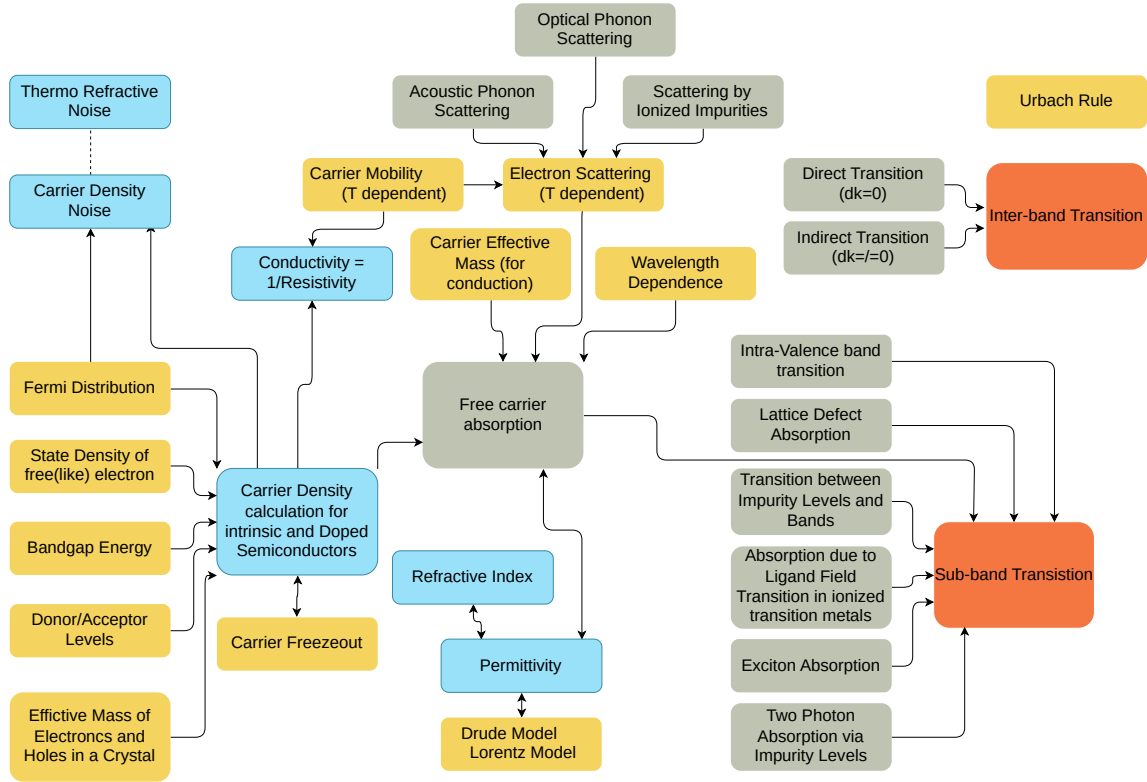 Optical Phonon
Scattering
Thermo Refractive
Noise
Acoustic Phonon
Scattering
Scattering by
Ionized Impurities
Urbach Rule
Carrier Density
Noise
Carrier Mobility
(T dependent)
Electron Scattering
(T dependent)
Direct Transition
(dk=0)
Inter-band Transition
Indirect Transition
(dk=/=0)
Conductivity =
1/Resistivity
Carrier Effective
Mass (for
conduction)
Wavelength
Dependence
Intra-Valence band
transition
Fermi Distribution
Free carrier
absorption
Lattice Defect
Absorption
State Density of
free(like) electron
Carrier Density
calculation for
intrinsic and Doped
Semiconductors
Transition between
Impurity Levels and
Bands
Bandgap Energy
Refractive Index
Absorption due to
Ligand Field
Transition in ionized
transition metals
Sub-band Transistion
Donor/Acceptor
Levels
Carrier Freezeout
Permittivity
Exciton Absorption
Effictive Mass of
Electroncs and
Holes in a Crystal
Drude Model
Lorentz Model
Two Photon
Absorption via
Impurity Levels